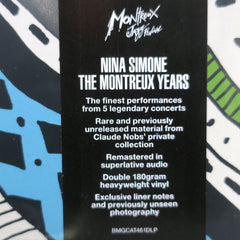 Montreux
Jazz Festival
NINA SIMONE
THE MONTREUX YEARS
The finest performances
from 5 legendary concerts
Rare and previously
unreleased material from
Claude Nobs' private
collection
Remastered in
superlative audio
Double 180gram
heavyweight vinyl
Exclusive liner notes
and previously unseen
photography
BMGCAT461DLP